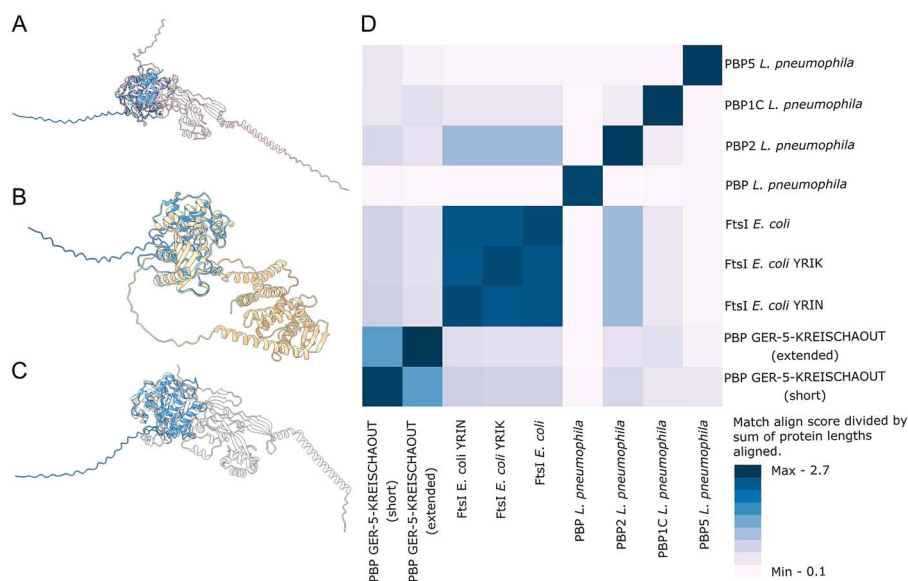 A
D
PBP5 L. pneumophila
PBP1C L. pneumophila
PBP2 L. pneumophila
PBP L. pneumophila
B
FtsI E. coli
FtsI E. coli YRIK
FtsI E. coli YRIN
PBP GER-5-KREISCHAOUT
(extended)
PBP GER-5-KREISCHAOUT
(short)
C
PBP GER-5-KREISCHAOUT
(short)
PBP GER-5-KREISCHAOUT
(extended)
FtsI E. coli YRIN
FtsI E. coli YRIK
FtsI E. coli
PBP L. pneumophila
PBP2 L. pneumophila
PBP1C L. pneumophila
PBP5 L. pneumophila
Match align score divided by
sum of protein lengths
aligned.
Max - 2.7
Min - 0.1